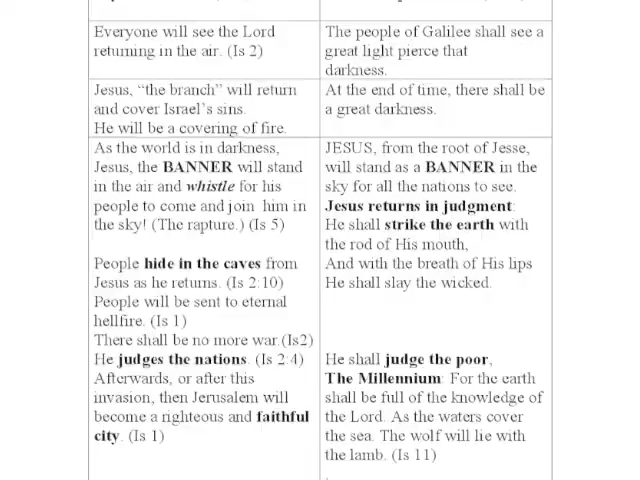 Everyone will see the Lord
returning in the air. (Is 2)
The people of Galilee shall see a
great light pierce that
darkness.
Jesus, “the branch” will return
and cover Israel’s sins.
He will be a covering of fire.
At the end of time, there shall be
a great darkness.
As the world is in darkness,
Jesus, the BANNER will stand
in the air and whistle for his
people to come and join  him in
the sky! (The rapture.) (Is 5)
People hide in the caves from
Jesus as he returns. (Is 2:10)
People will be sent to eternal
hellfire. (Is 1)
There shall be no more war.(Is2)
He judges the nations. (Is 2:4)
Afterwards, or after this
invasion, then Jerusalem will
become a righteous and faithful
city. (Is 1)
JESUS, from the root of Jesse,
will stand as a BANNER in the
sky for all the nations to see.
Jesus returns in judgment:
He shall strike the earth with
the rod of His mouth,
And with the breath of His lips
He shall slay the wicked.
He shall judge the poor,
The Millennium: For the earth
shall be full of the knowledge of
the Lord. As the waters cover
the sea. The wolf will lie with
the lamb. (Is 11)